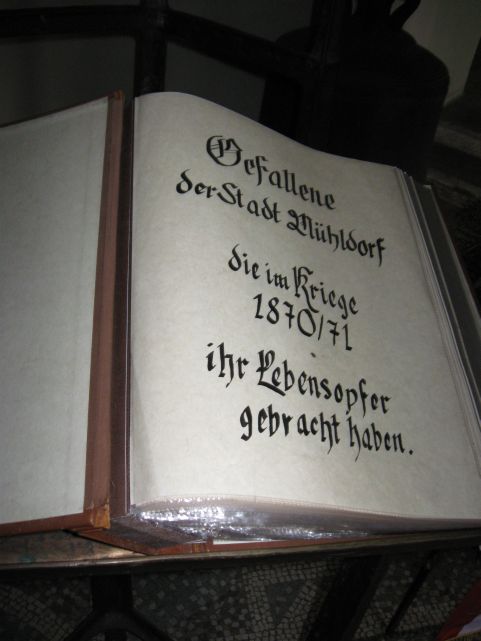 Gefallene
der Stadt Mühldorf
die im Kriege
1870/71
ihr Lebensopfer
gebracht haben.